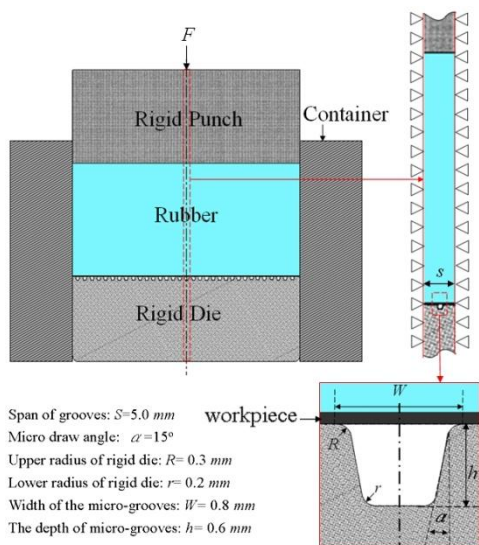 F
Rigid Punch
Container
Rubber
s
Rigid Die
W
workpiece
R
h
r
a
Span of grooves: S=5.0 mm
Micro draw angle: α=15°
Upper radius of rigid die: R= 0.3 mm
Lower radius of rigid die: r= 0.2 mm
Width of the micro-grooves: W= 0.8 mm
The depth of micro-grooves: h= 0.6 mm